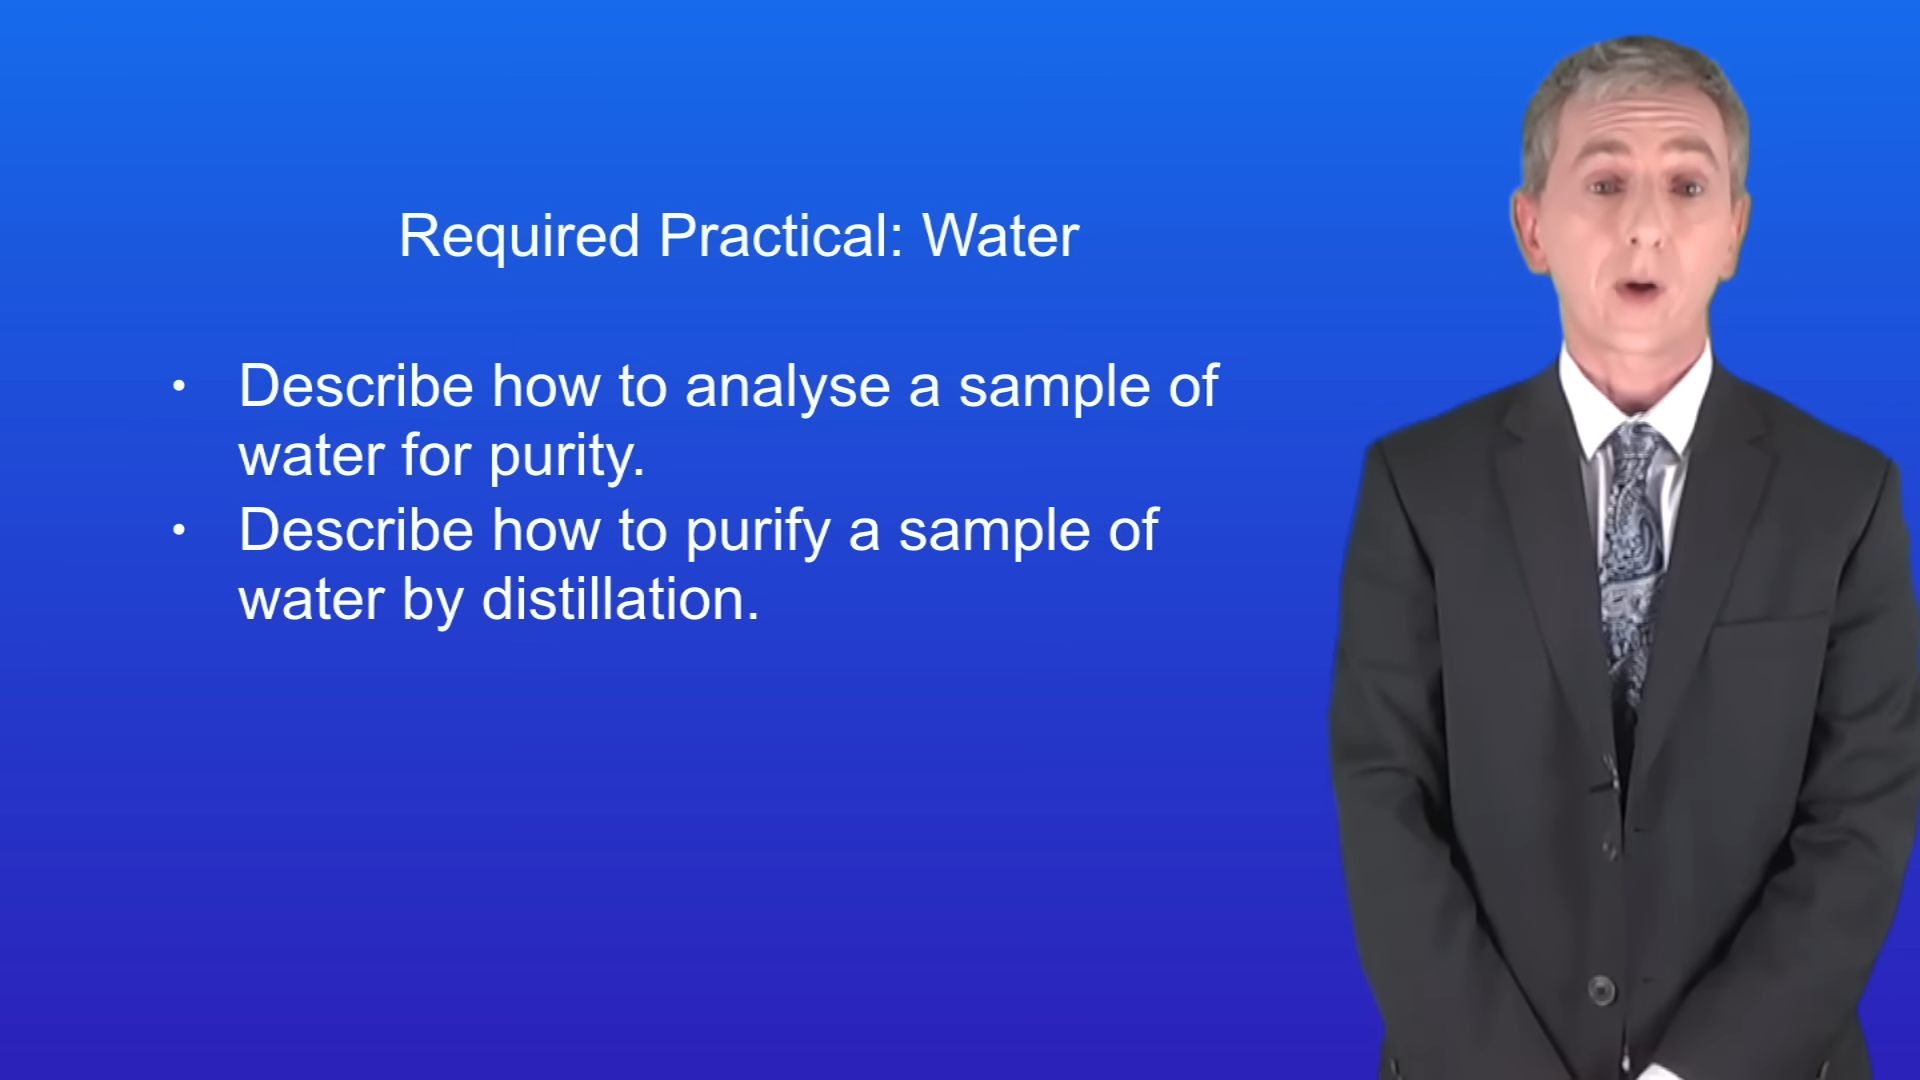 Required Practical: Water
• Describe how to analyse a sample of
water for purity.
• Describe how to purify a sample of
water by distillation.